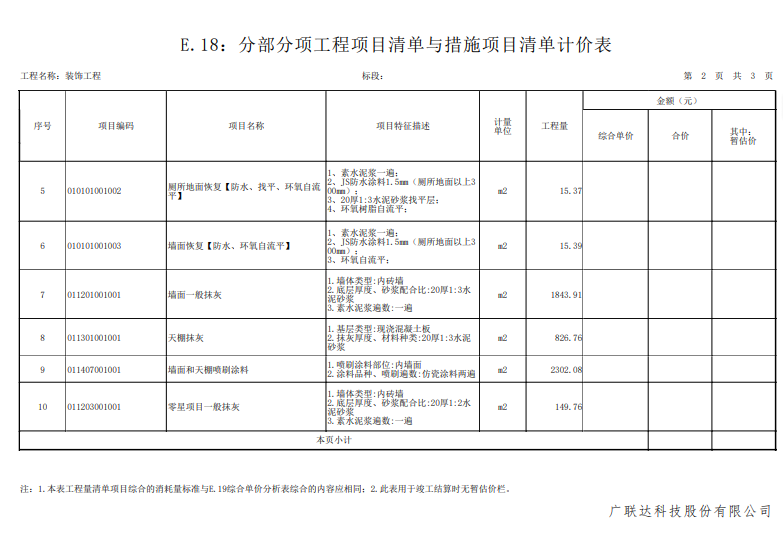 E.18: 分部分项工程项目清单与措施项目清单计价表
工程名称: 装饰工程 标段: 第 2 页 共 3 页
序号 项目编码 项目名称 项目特征描述 计量单位 工程量 金额（元）
综合单价 合价 其中:暂估价
5 010101001002 厕所地面恢复【防水、找平、环氧自流平】 m2 15.37
1、素水泥浆一遍;
2、JS防水涂料1.5mm（厕所地面以上3
00mm）;
3、20厚1:3水泥砂浆找平层;
4、环氧树脂自流平;
6 010101001003 墙面恢复【防水、环氧自流平】 m2 15.39
1、素水泥浆一遍;
2、JS防水涂料1.5mm（厕所地面以上3
00mm）;
3、环氧自流平;
7 011201001001 墙面一般抹灰 m2 1843.91
1.墙体类型:内砖墙
2.底层厚度、砂浆配合比:20厚1:3水
泥砂浆
3.素水泥浆遍数:一遍
8 011301001001 天棚抹灰 m2 826.76
1.基层类型:现浇混凝土板
2.抹灰厚度、材料种类:20厚1:3水泥
砂浆
9 011407001001 墙面和天棚喷刷涂料 m2 2302.08
1.喷刷涂料部位:内墙面
2.涂料品种、喷刷遍数:仿瓷涂料两遍
10 011203001001 零星项目一般抹灰 m2 149.76
1.墙体类型:内砖墙
2.底层厚度、砂浆配合比:20厚1:2水
泥砂浆
3.素水泥浆遍数:一遍
本页小计
注: 1.本表工程量清单项目综合的消耗量标准与E.19综合单价分析表综合的内容应相同; 2.此表用于竣工结算时无暂估价栏。
广联达科技股份有限公司